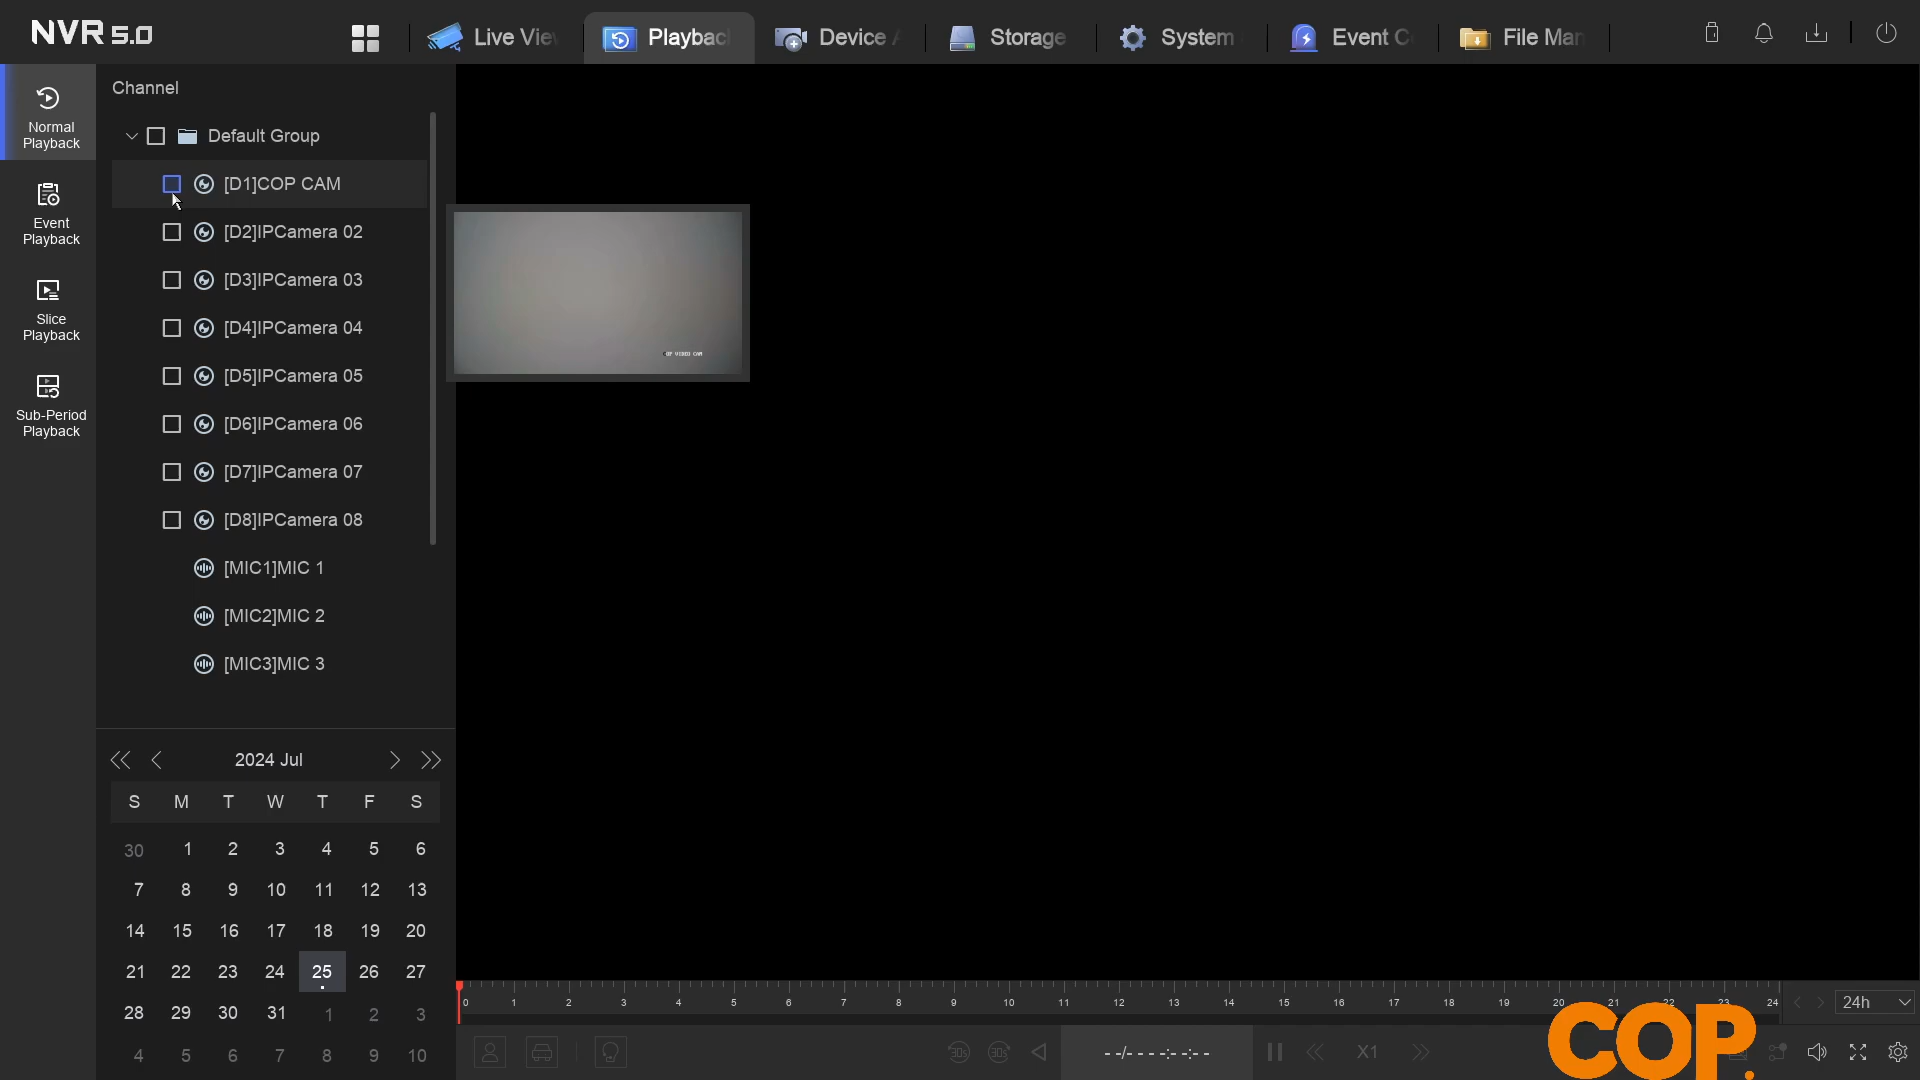 NVR 5.0
Live Vie
Playbac
Device
Storage
System
Event C
File Man
Normal
Playback
Event
Playback
Slice
Playback
Sub-Period
Playback
Channel
Default Group
[D1]COP CAM
[D2]IPCamera 02
[D3]IPCamera 03
[D4]IPCamera 04
[D5]IPCamera 05
[D6]IPCamera 06
[D7]IPCamera 07
[D8]IPCamera 08
[MIC1]MIC 1
[MIC2]MIC 2
[MIC3]MIC 3
VIDEO CAM
2024 Jul
S M T W T F S
30 1 2 3 4 5 6
7 8 9 10 11 12 13
14 15 16 17 18 19 20
21 22 23 24 25 26 27
28 29 30 31 1 2 3
4 5 6 7 8 9 10
0 1 2 3 4 5 6 7 8 9 10 11 12 13 14 15 16 17 18 19 20 21 22 23 24
24h
30s 30s
--/-- --:--:--
X1
COP.